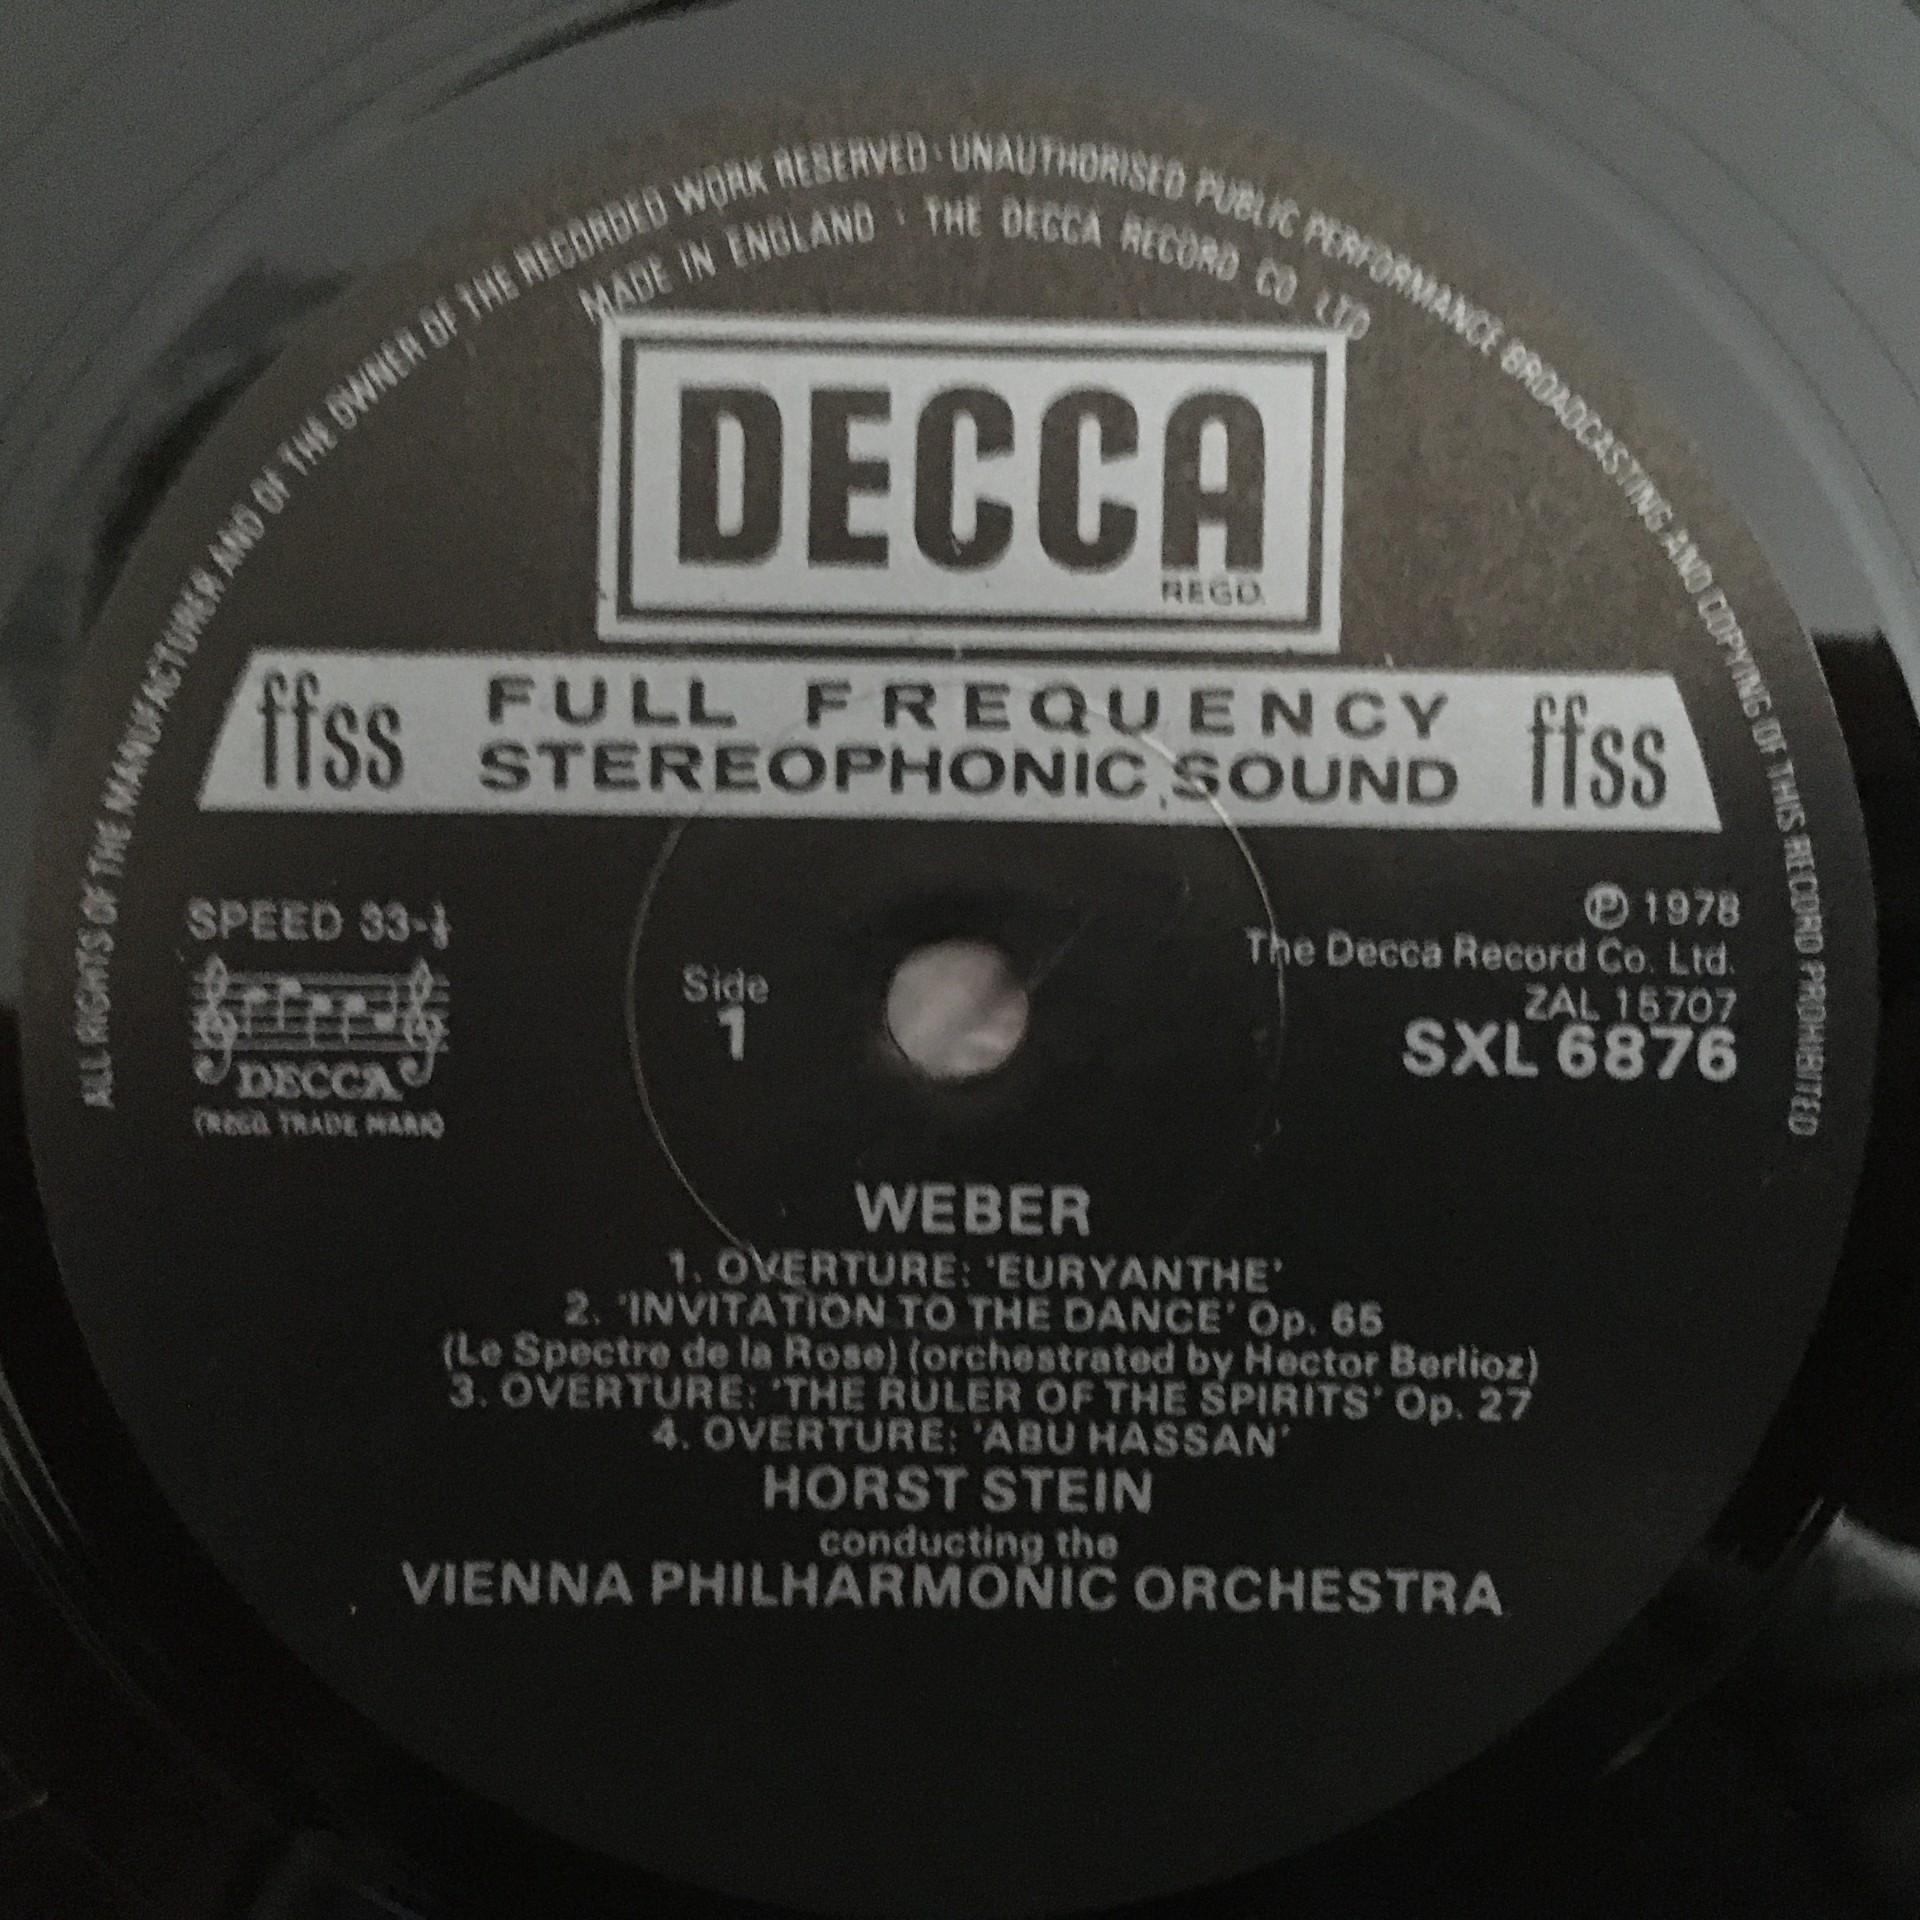 ALL RIGHTS OF THE MANUFACTURER AND OF THE OWNER OF THE RECORDED WORK RESERVED · UNAUTHORISED PUBLIC PERFORMANCE BROADCASTING AND COPYING OF THIS RECORD PROHIBITED
MADE IN ENGLAND · THE DECCA RECORD CO LTD
DECCA
REGD.
ffss FULL FREQUENCY ffss
STEREOPHONIC SOUND
SPEED 33-⅓
DECCA
(REGD. TRADE MARK)
Side
1
℗ 1978
The Decca Record Co. Ltd.
ZAL 15707
SXL 6876
WEBER
1. OVERTURE: 'EURYANTHE'
2. 'INVITATION TO THE DANCE' Op. 65
(Le Spectre de la Rose) (orchestrated by Hector Berlioz)
3. OVERTURE: 'THE RULER OF THE SPIRITS' Op. 27
4. OVERTURE: 'ABU HASSAN'
HORST STEIN
conducting the
VIENNA PHILHARMONIC ORCHESTRA